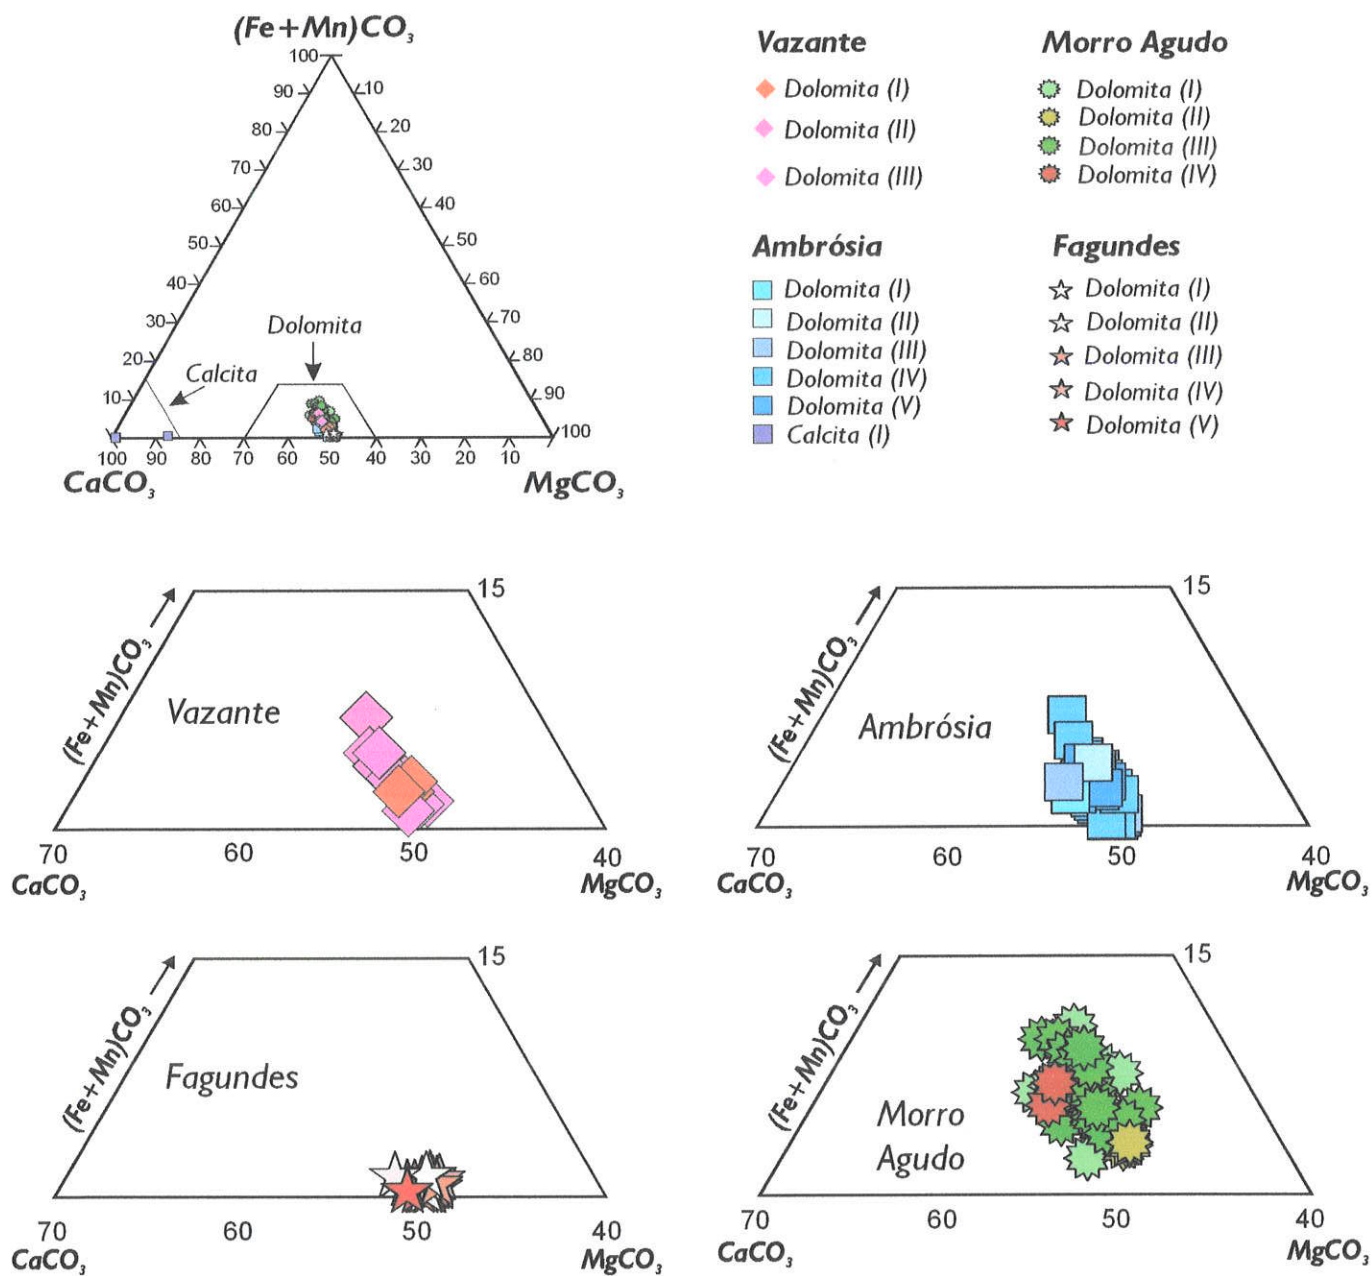 (Fe+Mn)CO₃
100
90
10
80
20
70
30
60
40
50
50
40
60
30
70
20
80
10
90
100
Dolomita
Calcita
100 90 80 70 60 50 40 30 20 10
CaCO₃
MgCO₃
Vazante
Dolomita (I)
Dolomita (II)
Dolomita (III)
Morro Agudo
Dolomita (I)
Dolomita (II)
Dolomita (III)
Dolomita (IV)
Ambrósia
Dolomita (I)
Dolomita (II)
Dolomita (III)
Dolomita (IV)
Dolomita (V)
Calcita (I)
Fagundes
Dolomita (I)
Dolomita (II)
Dolomita (III)
Dolomita (IV)
Dolomita (V)
15
(Fe+Mn)CO₃
Vazante
70 60 50 40
CaCO₃
MgCO₃
15
(Fe+Mn)CO₃
Ambrósia
70 60 50 40
CaCO₃
MgCO₃
15
(Fe+Mn)CO₃
Fagundes
70 60 50 40
CaCO₃
MgCO₃
15
(Fe+Mn)CO₃
Morro
Agudo
70 60 50 40
CaCO₃
MgCO₃